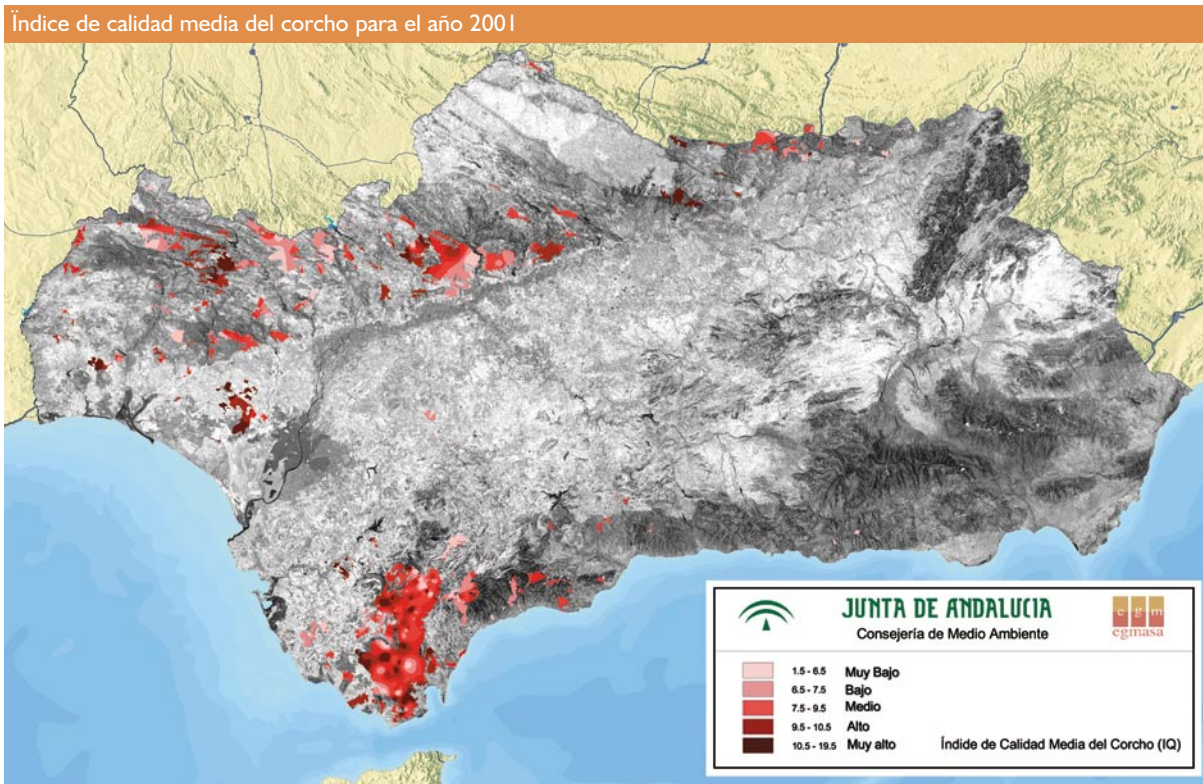 Ïndice de calidad media del corcho para el año 2001
JUNTA DE ANDALUCIA
Consejería de Medio Ambiente
e g m
egmasa
1.5 - 6.5 Muy Bajo
6.5 - 7.5 Bajo
7.5 - 9.5 Medio
9.5 - 10.5 Alto
10.5 - 19.5 Muy alto Índide de Calidad Media del Corcho (IQ)